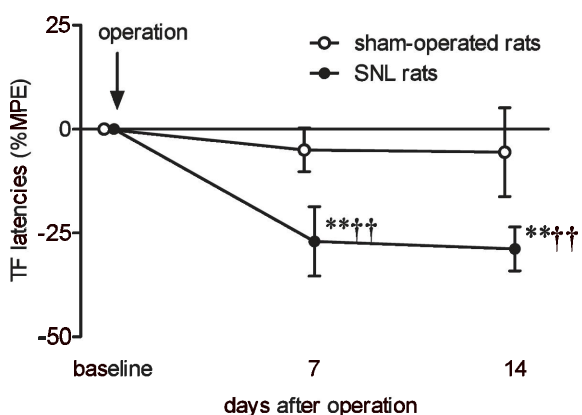 25
operation
sham-operated rats
SNL rats
0
TF latencies (%MPE)
-25
**††
**††
-50
baseline 7 14
days after operation